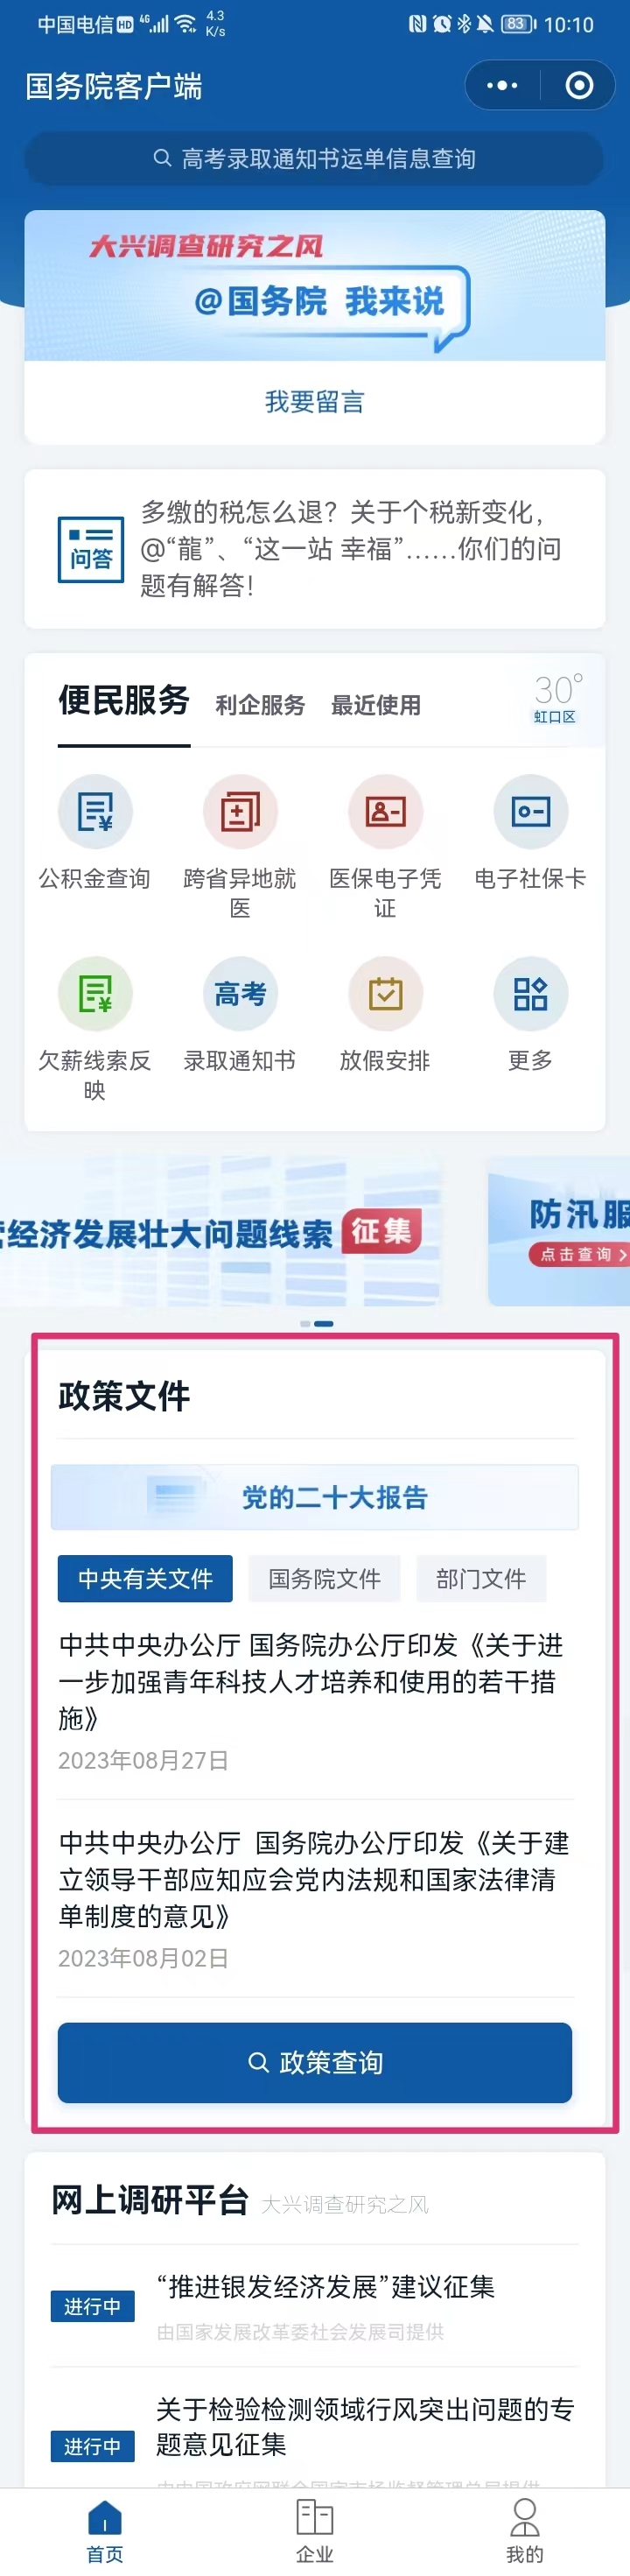 中国电信 HD 4G 4.3 K/s 83 10:10
国务院客户端
高考录取通知书运单信息查询
大兴调查研究之风
@国务院 我来说
我要留言
问答
多缴的税怎么退？关于个税新变化，
@“龍”、“这一站 幸福”……你们的问
题有解答！
便民服务 利企服务 最近使用
30°
虹口区
公积金查询
跨省异地就
医
医保电子凭
证
电子社保卡
欠薪线索反
映
高考
录取通知书
放假安排
更多
经济发展壮大问题线索 征集
防汛服
点击查询 >
政策文件
党的二十大报告
中央有关文件 国务院文件 部门文件
中共中央办公厅 国务院办公厅印发《关于进
一步加强青年科技人才培养和使用的若干措
施》
2023年08月27日
中共中央办公厅 国务院办公厅印发《关于建
立领导干部应知应会党内法规和国家法律清
单制度的意见》
2023年08月02日
政策查询
网上调研平台 大兴调查研究之风
进行中 “推进银发经济发展”建议征集
由国家发展改革委社会发展司提供
进行中 关于检验检测领域行风突出问题的专
题意见征集
首页 企业 我的